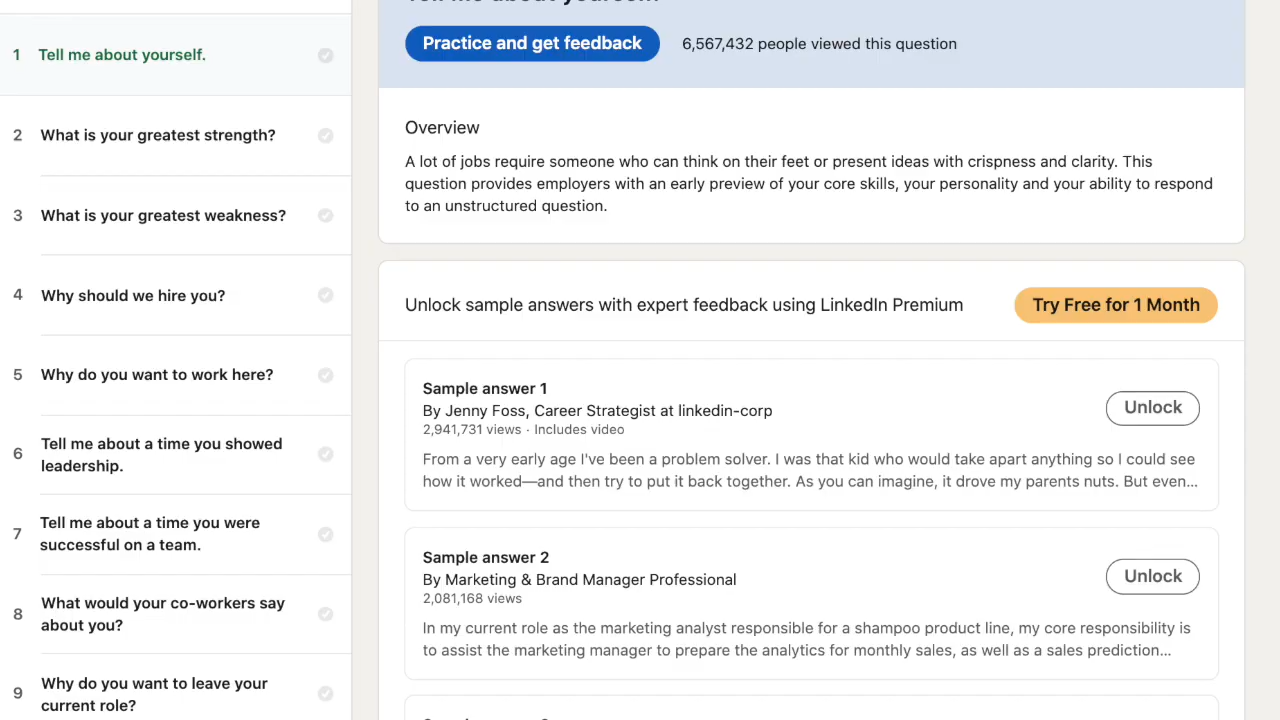 1 Tell me about yourself.
2 What is your greatest strength?
3 What is your greatest weakness?
4 Why should we hire you?
5 Why do you want to work here?
6 Tell me about a time you showed
leadership.
7 Tell me about a time you were
successful on a team.
8 What would your co-workers say
about you?
9 Why do you want to leave your
current role?
Practice and get feedback 6,567,432 people viewed this question
Overview
A lot of jobs require someone who can think on their feet or present ideas with crispness and clarity. This
question provides employers with an early preview of your core skills, your personality and your ability to respond
to an unstructured question.
Unlock sample answers with expert feedback using LinkedIn Premium Try Free for 1 Month
Sample answer 1
By Jenny Foss, Career Strategist at linkedin-corp
Unlock
2,941,731 views · Includes video
From a very early age I've been a problem solver. I was that kid who would take apart anything so I could see
how it worked—and then try to put it back together. As you can imagine, it drove my parents nuts. But even...
Sample answer 2
By Marketing & Brand Manager Professional
Unlock
2,081,168 views
In my current role as the marketing analyst responsible for a shampoo product line, my core responsibility is
to assist the marketing manager to prepare the analytics for monthly sales, as well as a sales prediction...